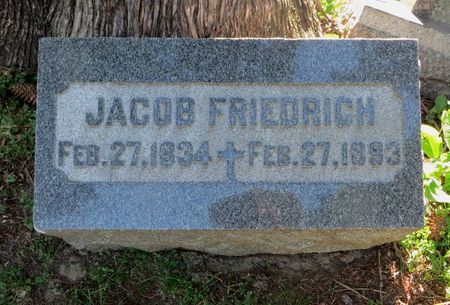 JACOB FRIEDRICH
FEB. 27, 1834 ✝ FEB. 27, 1893